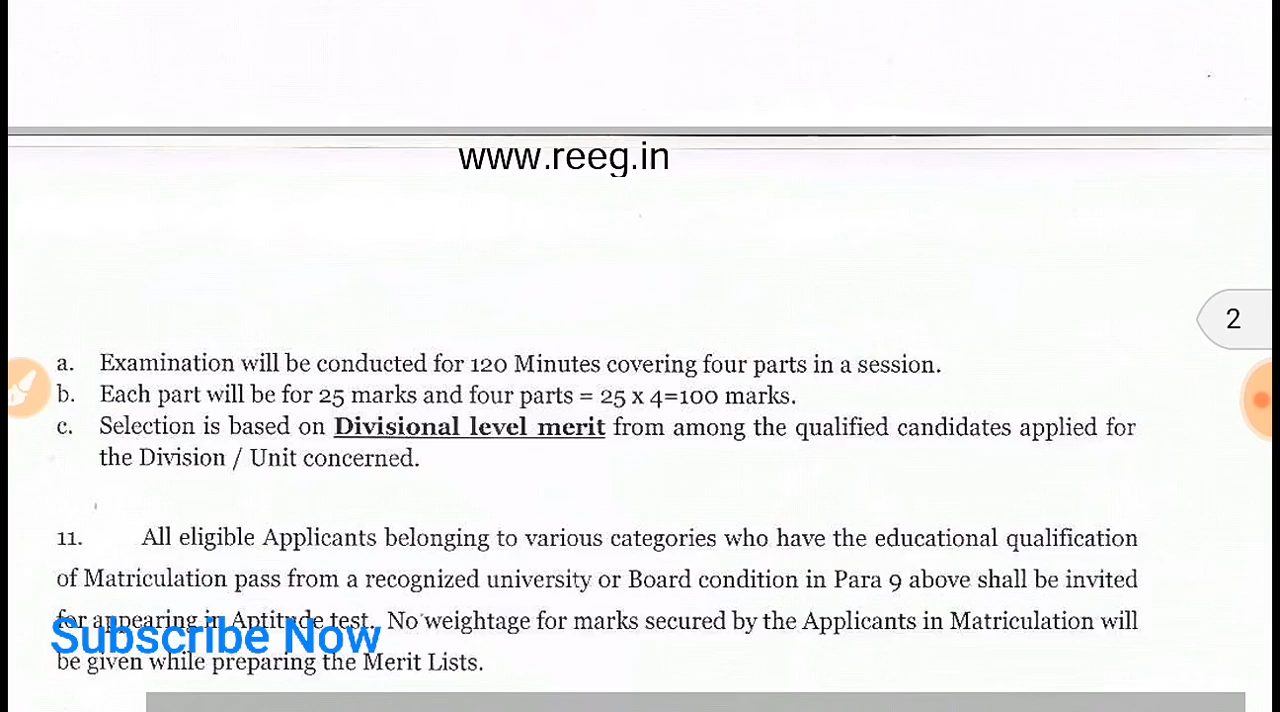 www.reeg.in
2
a. Examination will be conducted for 120 Minutes covering four parts in a session.
b. Each part will be for 25 marks and four parts = 25 x 4=100 marks.
c. Selection is based on Divisional level merit from among the qualified candidates applied for
the Division / Unit concerned.
11. All eligible Applicants belonging to various categories who have the educational qualification
of Matriculation pass from a recognized university or Board condition in Para 9 above shall be invited
for appearing in Aptitude test. No weightage for marks secured by the Applicants in Matriculation will
Subscribe Now
be given while preparing the Merit Lists.